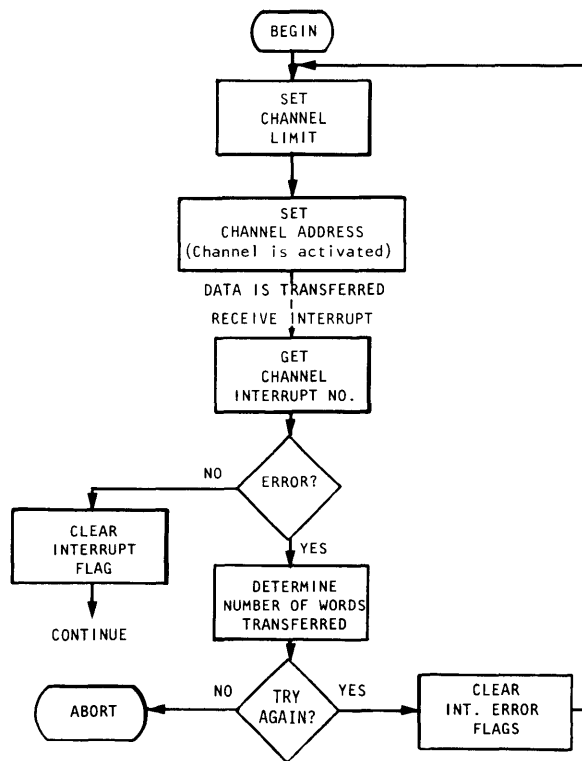 BEGIN
SET
CHANNEL
LIMIT
SET
CHANNEL ADDRESS
(Channel is activated)
DATA IS TRANSFERRED
RECEIVE INTERRUPT
GET
CHANNEL
INTERRUPT NO.
ERROR?
NO
YES
CLEAR
INTERRUPT
FLAG
CONTINUE
DETERMINE
NUMBER OF WORDS
TRANSFERRED
TRY
AGAIN?
NO
YES
ABORT
CLEAR
INT. ERROR
FLAGS